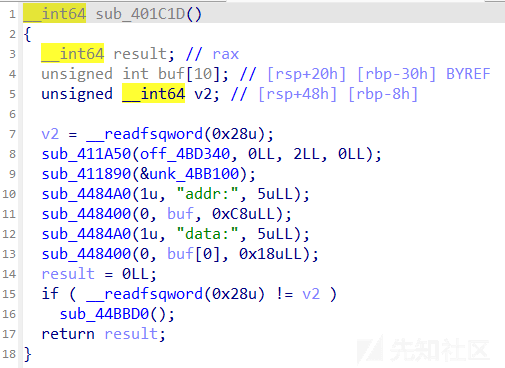 1 __int64 sub_401C1D()
2 {
3 __int64 result; // rax
4 unsigned int buf[10]; // [rsp+20h] [rbp-30h] BYREF
5 unsigned __int64 v2; // [rsp+48h] [rbp-8h]
6
7 v2 = __readfsqword(0x28u);
8 sub_411A50(off_4BD340, 0LL, 2LL, 0LL);
9 sub_411890(&unk_4BB100);
10 sub_4484A0(1u, "addr:", 5uLL);
11 sub_448400(0, buf, 0xC8uLL);
12 sub_4484A0(1u, "data:", 5uLL);
13 sub_448400(0, buf[0], 0x18uLL);
14 result = 0LL;
15 if ( __readfsqword(0x28u) != v2 )
16 sub_44BBD0();
17 return result;
18 }
先知社区